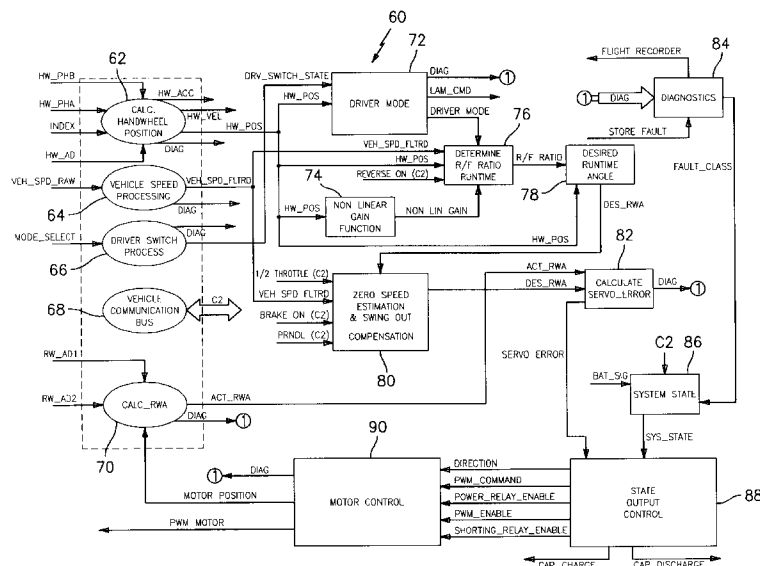 60
62
72
84
FLIGHT RECORDER
HW_PHB
HW_ACC
DRV_SWITCH_STATE
DIAG
1
LAM_CMD
DRIVER MODE
DRIVER MODE
HW_PHA
CALC.
HANDWHEEL
POSITION
HW_VEL
HW_POS
HW_POS
INDEX
DIAG
HW_AD
1
DIAG
DIAGNOSTICS
STORE FAULT
FAULT_CLASS
76
VEH_SPD_RAW
VEHICLE SPEED
PROCESSING
VEH_SPD_FLTRD
DIAG
64
VEH_SPD_FLTRD
HW_POS
REVERSE ON (C2)
DETERMINE
R/F RATIO
RUNTIME
R/F RATIO
DESIRED
RUNTIME
ANGLE
78
74
HW_POS
NON LINEAR
GAIN
FUNCTION
NON LIN GAIN
DES_RWA
HW_POS
MODE_SELECT
DRIVER SWITCH
PROCESS
DIAG
66
68
VEHICLE
COMMUNICATION
BUS
C2
1/2 THROTTLE (C2)
VEH SPD FLTRD
BRAKE ON (C2)
PRNDL (C2)
ZERO SPEED
ESTIMATION
& SWING OUT
COMPENSATION
80
ACT_RWA
DES_RWA
82
CALCULATE
SERVO_ERROR
DIAG
1
SERVO ERROR
C2
86
BAT_SIG
SYSTEM STATE
SYS_STATE
RW_AD1
RW_AD2
CALC_RWA
ACT_RWA
DIAG
1
70
MOTOR POSITION
PWM MOTOR
1
DIAG
90
MOTOR CONTROL
DIRECTION
PWM_COMMAND
POWER_RELAY_ENABLE
PWM_ENABLE
SHORTING_RELAY_ENABLE
STATE
OUTPUT
CONTROL
88
CAP_CHARGE
CAP_DISCHARGE